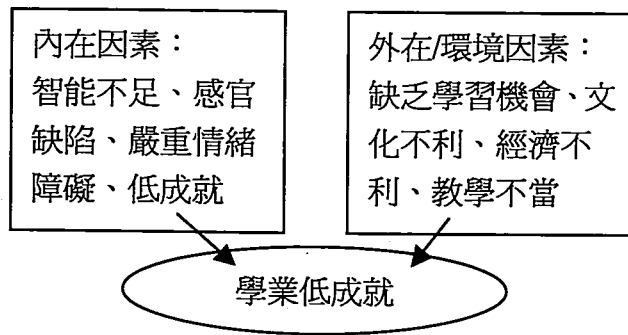 內在因素：
智能不足、感官
缺陷、嚴重情緒
障礙、低成就
外在/環境因素：
缺乏學習機會、文
化不利、經濟不
利、教學不當
學業低成就